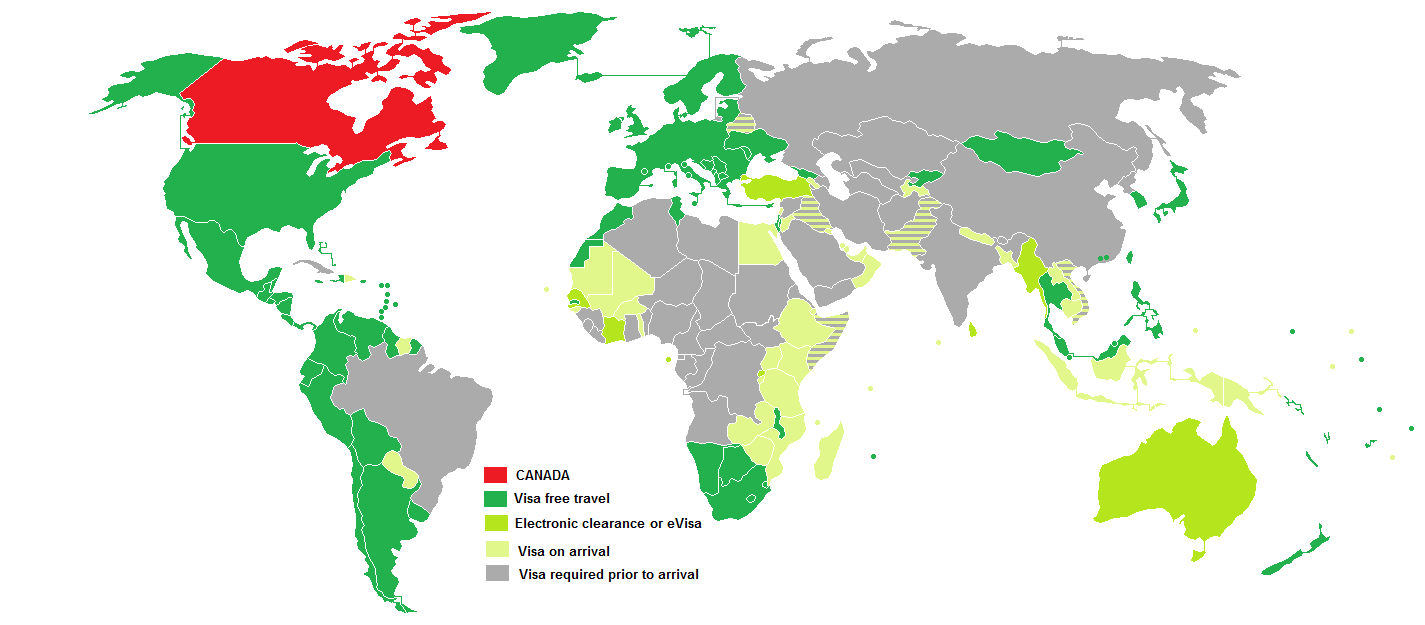 CANADA
Visa free travel
Electronic clearance or eVisa
Visa on arrival
Visa required prior to arrival